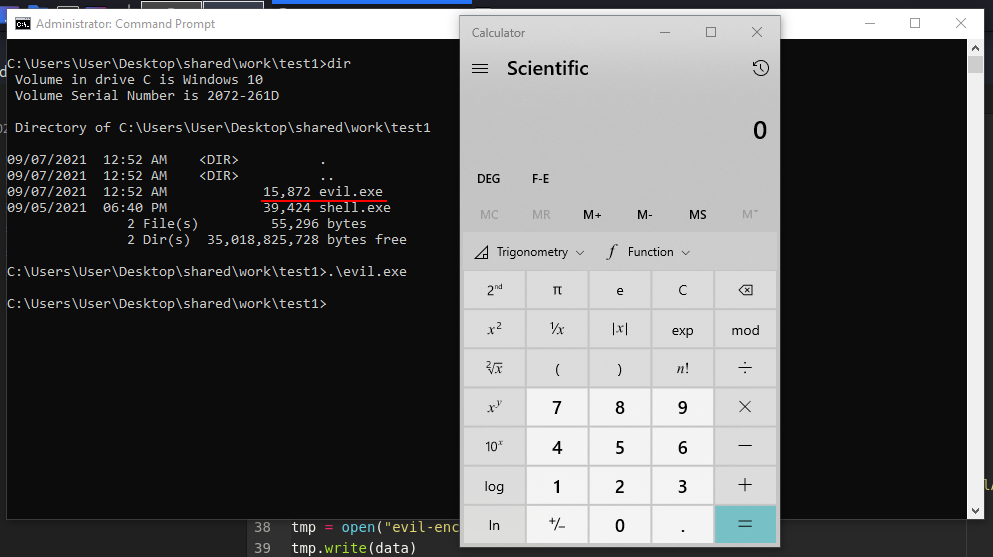 Administrator: Command Prompt
C:\Users\User\Desktop\shared\work\test1>dir
Volume in drive C is Windows 10
Volume Serial Number is 2072-261D
Directory of C:\Users\User\Desktop\shared\work\test1
09/07/2021  12:52 AM    <DIR>          .
09/07/2021  12:52 AM    <DIR>          ..
09/07/2021  12:52 AM            15,872 evil.exe
09/05/2021  06:40 PM            39,424 shell.exe
2 File(s)         55,296 bytes
2 Dir(s)  35,018,825,728 bytes free
C:\Users\User\Desktop\shared\work\test1>.\evil.exe
C:\Users\User\Desktop\shared\work\test1>
Calculator
Scientific
0
DEG F-E
MC MR M+ M- MS M˅
Trigonometry f Function
2ⁿᵈ π e C
x² ¹/x |x| exp mod
²√x ( ) n! ÷
xʸ 7 8 9 ×
10ˣ 4 5 6 −
log 1 2 3 +
ln +/− 0 . =
38 tmp = open("evil-enc
39 tmp.write(data)